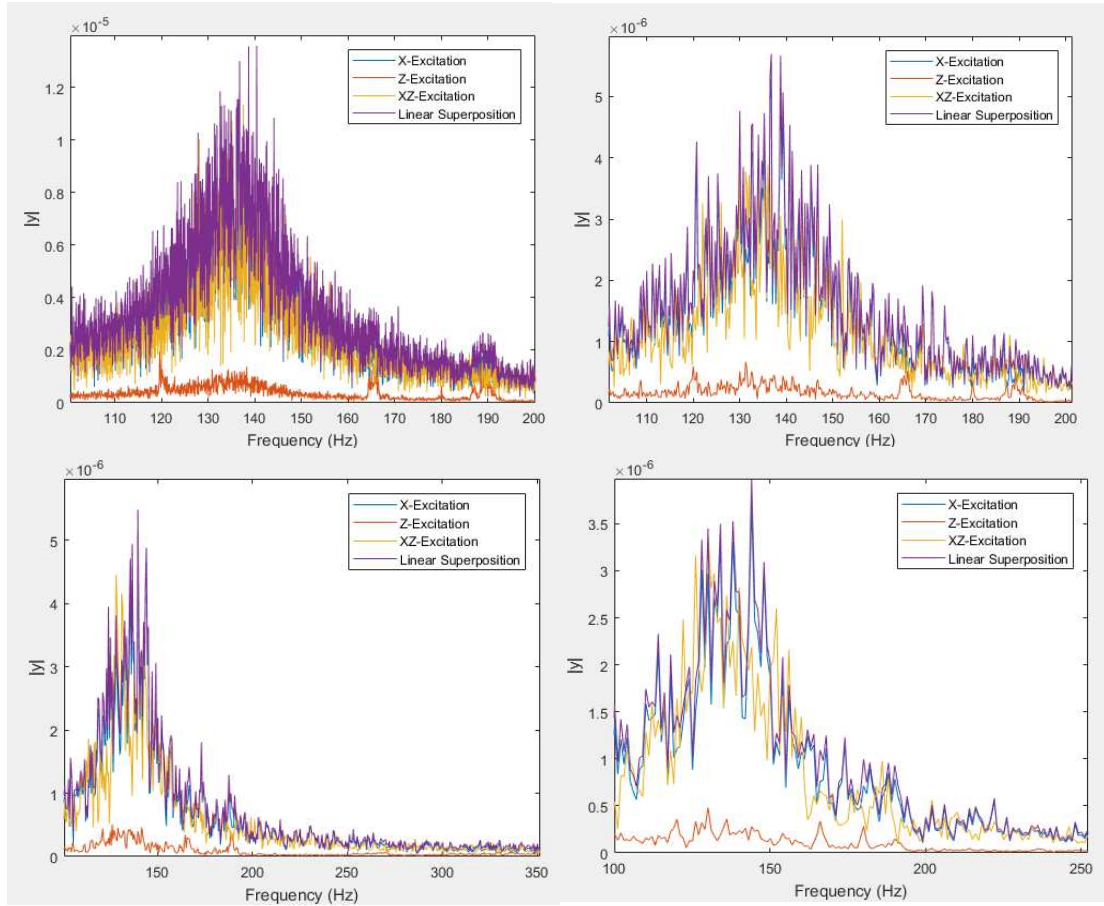 ×10^-5
X-Excitation
Z-Excitation
XZ-Excitation
Linear Superposition
1.2
1
0.8
0.6
0.4
0.2
0
|y|
110 120 130 140 150 160 170 180 190 200
Frequency (Hz)
×10^-6
X-Excitation
Z-Excitation
XZ-Excitation
Linear Superposition
5
4
3
2
1
0
|y|
110 120 130 140 150 160 170 180 190 200
Frequency (Hz)
×10^-6
X-Excitation
Z-Excitation
XZ-Excitation
Linear Superposition
5
4
3
2
1
0
|y|
150 200 250 300 350
Frequency (Hz)
×10^-6
X-Excitation
Z-Excitation
XZ-Excitation
Linear Superposition
3.5
3
2.5
2
1.5
1
0.5
0
|y|
100 150 200 250
Frequency (Hz)